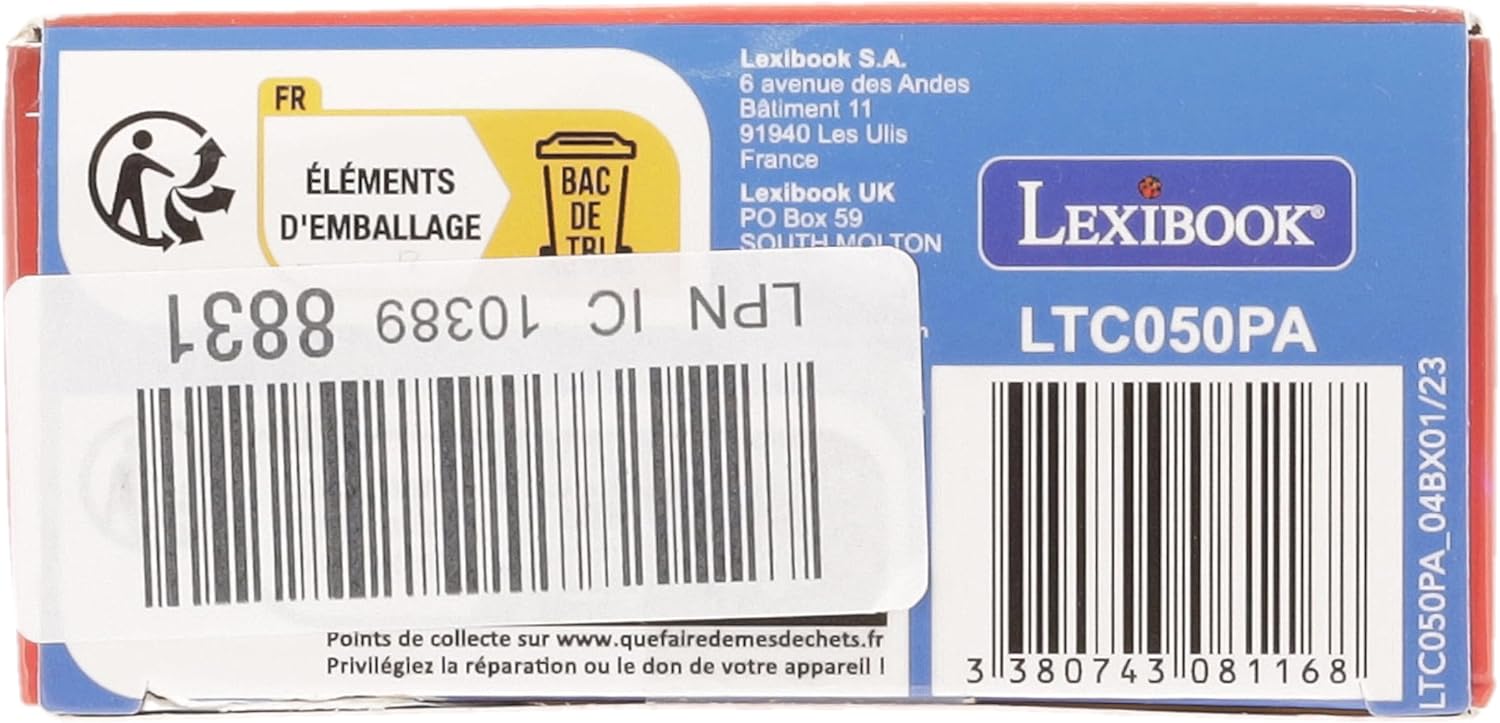 FR
ÉLÉMENTS
D'EMBALLAGE
BAC
DE
TRI
Lexibook S.A.
6 avenue des Andes
Bâtiment 11
91940 Les Ulis
France
Lexibook UK
PO Box 59
SOUTH MOLTON
LEXIBOOK®
LTC050PA
LPN IC 10389 8831
3 380743 081168
LTC050PA_04BX01/23
Points de collecte sur www.quefairedemesdechets.fr
Privilégiez la réparation ou le don de votre appareil !